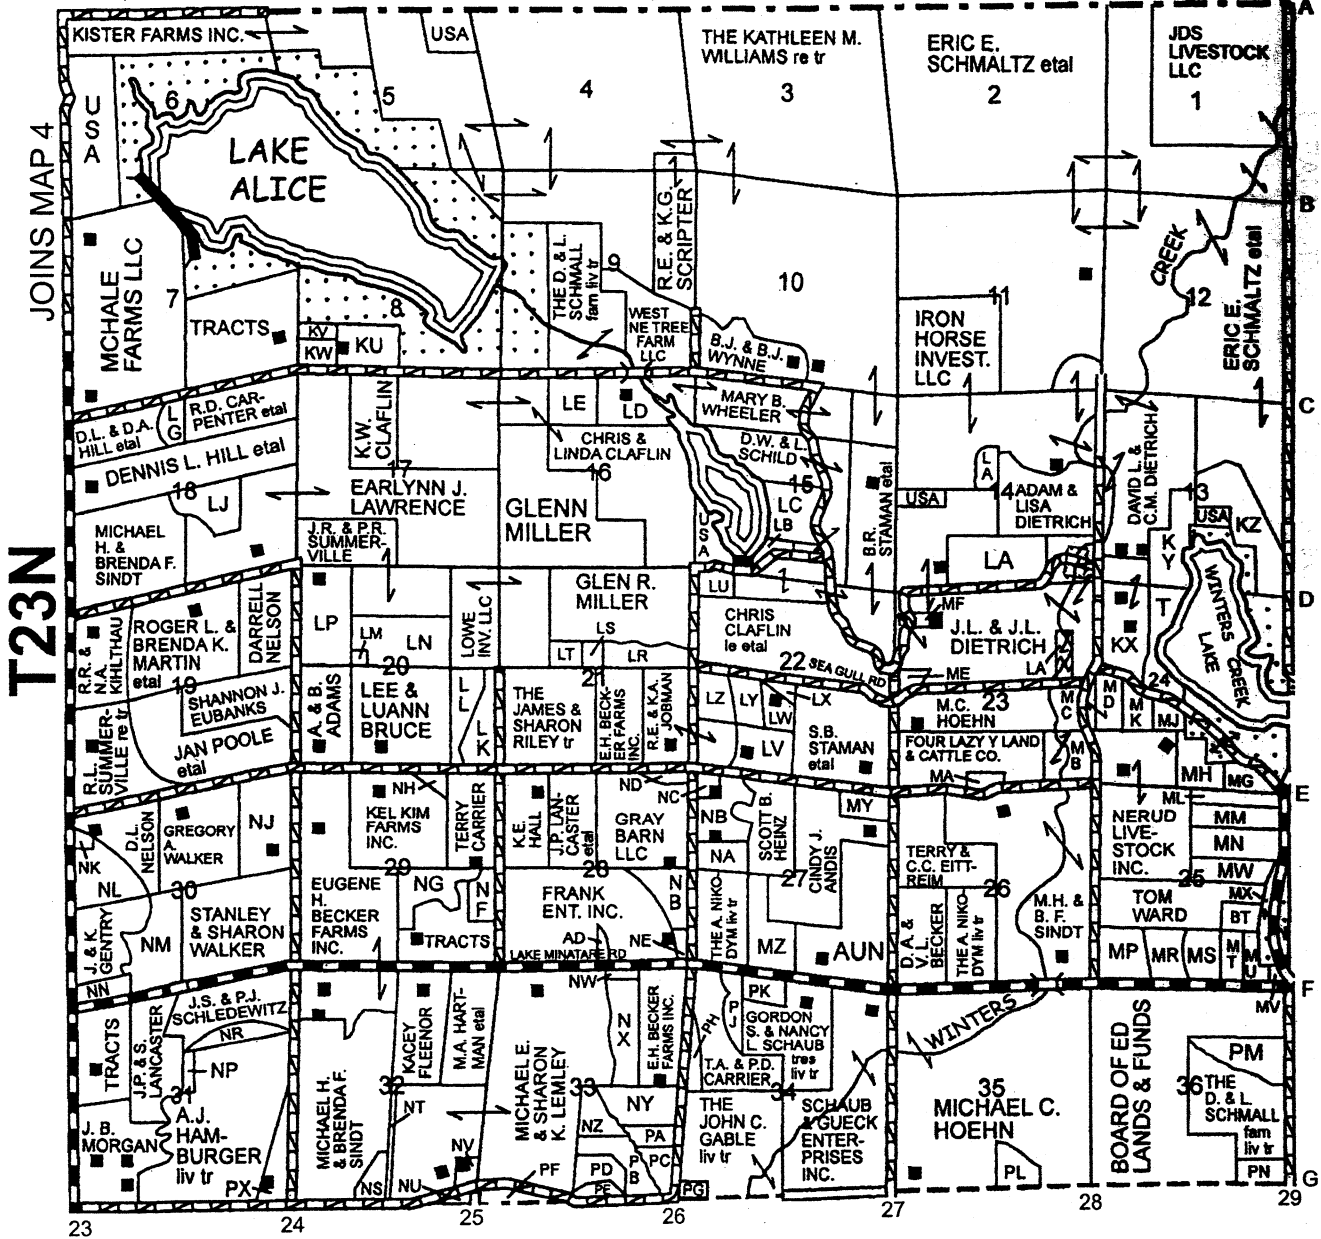 KISTER FARMS INC.
USA
THE KATHLEEN M.
WILLIAMS re tr
ERIC E.
SCHMALTZ etal
JDS
LIVESTOCK
LLC
A
6
5
4
3
2
1
USA
LAKE
ALICE
JOINS MAP 4
B
R.E. & K.G.
SCRIPTER
CREEK
MCHALE
FARMS LLC
7
TRACTS
8
THE D. & L.
SCHMALL
fam liv tr
9
10
11
12
ERIC E.
SCHMALTZ etal
WEST
NE TREE
FARM
LLC
B.J. & B.J.
WYNNE
IRON
HORSE
INVEST.
LLC
KV
KW
KU
C
D.L. & D.A.
HILL etal
LG
R.D. CAR-
PENTER etal
K.W.
CLAFLIN
LE
LD
MARY B.
WHEELER
DENNIS L. HILL etal
CHRIS &
LINDA CLAFLIN
D.W. & L.
SCHILD
DAVID L. &
C.M. DIETRICH
18
17
16
15
14
13
LJ
EARLYNN J.
LAWRENCE
GLENN
MILLER
LC
LB
USA
B.R.
STAMAN etal
LA
USA
ADAM &
LISA
DIETRICH
USA
KZ
KY
MICHAEL
H. &
BRENDA F.
SINDT
J.R. & P.R.
SUMMER-
VILLE
LA
T23N
D
R.R. &
N.A.
KIHLTHAU
ROGER L. &
BRENDA K.
MARTIN
etal
DARRELL
NELSON
LP
LM
LN
LOWE
INV. LLC
GLEN R.
MILLER
LS
LT
LR
LU
CHRIS
CLAFLIN
le etal
MF
J.L. & J.L.
DIETRICH
ME
LA
KX
KX
T
WINTERS
LAKE
CREEK
19
20
21
22
SEA GULL RD
23
24
R.L.
SUMMER-
VILLE re tr
SHANNON J.
EUBANKS
JAN POOLE
etal
A. & B.
ADAMS
LEE &
LUANN
BRUCE
LL
LK
THE
JAMES &
SHARON
RILEY tr
E.H. BECK-
ER FARMS
INC.
R.E. & K.A.
JOBMAN
LZ
LY
LX
LW
LV
S.B.
STAMAN
etal
M.C.
HOEHN
MC
FOUR LAZY Y LAND
& CATTLE CO.
MB
MA
MD
MK
MJ
MH
MG
E
NK
D.L.
NELSON
GREGORY
A.
WALKER
NJ
NH
KEL KIM
FARMS
INC.
TERRY
CARRIER
K.E.
HALL
J.P. LAN-
CASTER
etal
ND
NC
GRAY
BARN
LLC
NB
NA
SCOTT B.
HEINZ
MY
CINDY J.
ANDIS
TERRY &
C.C. EITT-
REIM
NERUD
LIVE-
STOCK
INC.
ML
MM
MN
MW
30
29
28
27
26
25
NL
J. & K.
GENTRY
NM
STANLEY
& SHARON
WALKER
EUGENE
H.
BECKER
FARMS
INC.
NG
NF
TRACTS
FRANK
ENT. INC.
AD
NE
LAKE MINATARE RD
NB
THE A. NIKO-
DYM liv tr
MZ
AUN
D. A. &
V.L.
BECKER
THE A. NIKO-
DYM liv tr
M.H. &
B. F.
SINDT
TOM
WARD
MX
BT
MP
MR
MS
MT
MU
MV
F
NN
TRACTS
J.P. & S.
LANCASTER
J.S. & P.J.
SCHLEDEWITZ
NR
NP
KACEY
FLEENOR
M.A. HART-
MAN etal
MICHAEL E.
& SHARON
K. LEMLEY
NW
NX
E.H. BECKER
FARMS INC.
PH
PJ
PK
GORDON
S. & NANCY
L. SCHAUB
tres
liv tr
T.A. & P.D.
CARRIER
WINTERS
PM
31
32
33
34
35
36
J. B.
MORGAN
A.J.
HAM-
BURGER
liv tr
PX
MICHAEL H.
& BRENDA F.
SINDT
NS
NT
NV
NU
PF
NY
NZ
PA
PD
PB
PC
PE
PG
THE
JOHN C.
GABLE
liv tr
SCHAUB
& GUECK
ENTER-
PRISES
INC.
MICHAEL C.
HOEHN
PL
BOARD OF ED
LANDS & FUNDS
THE
D. & L.
SCHMALL
fam
liv tr
PN
G
23
24
25
26
27
28
29